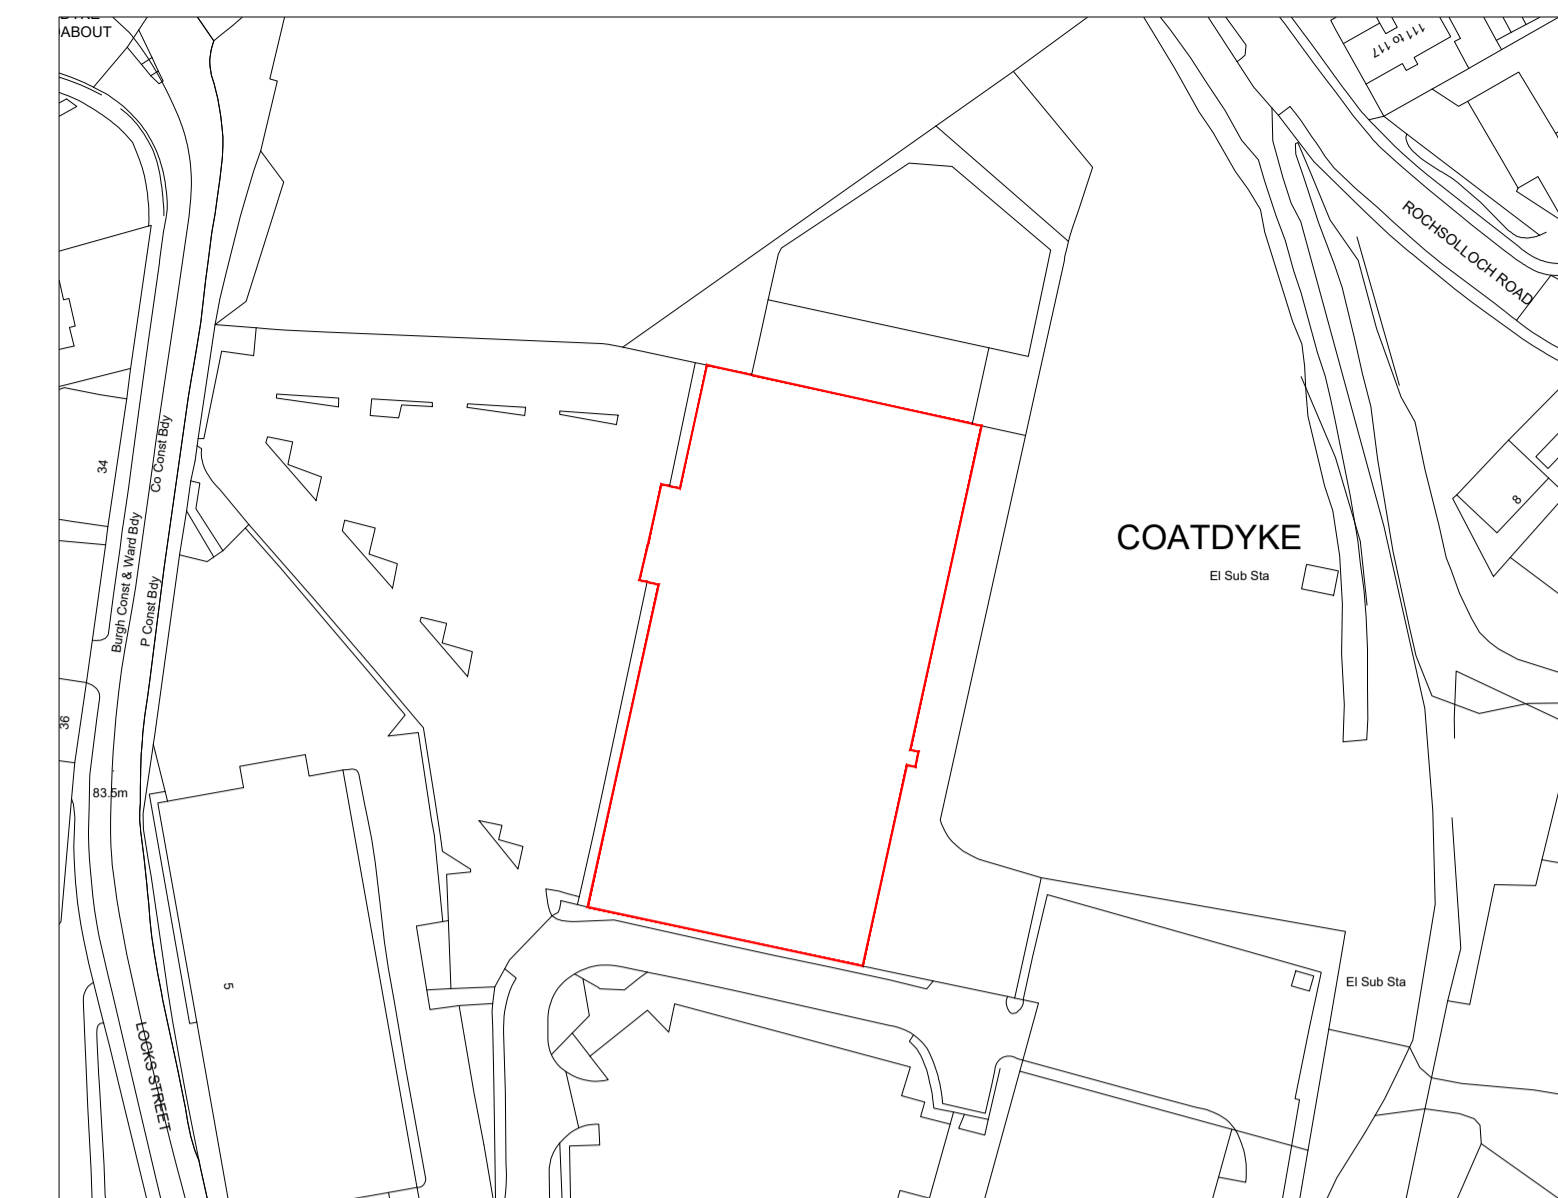 ABOUT
111 to 117
ROCHSOLLOCH ROAD
34
Co Const Bdy
Burgh Const & Ward Bdy
P Const Bdy
COATDYKE
El Sub Sta
8
36
83.5m
5
El Sub Sta
LOCKS STREET